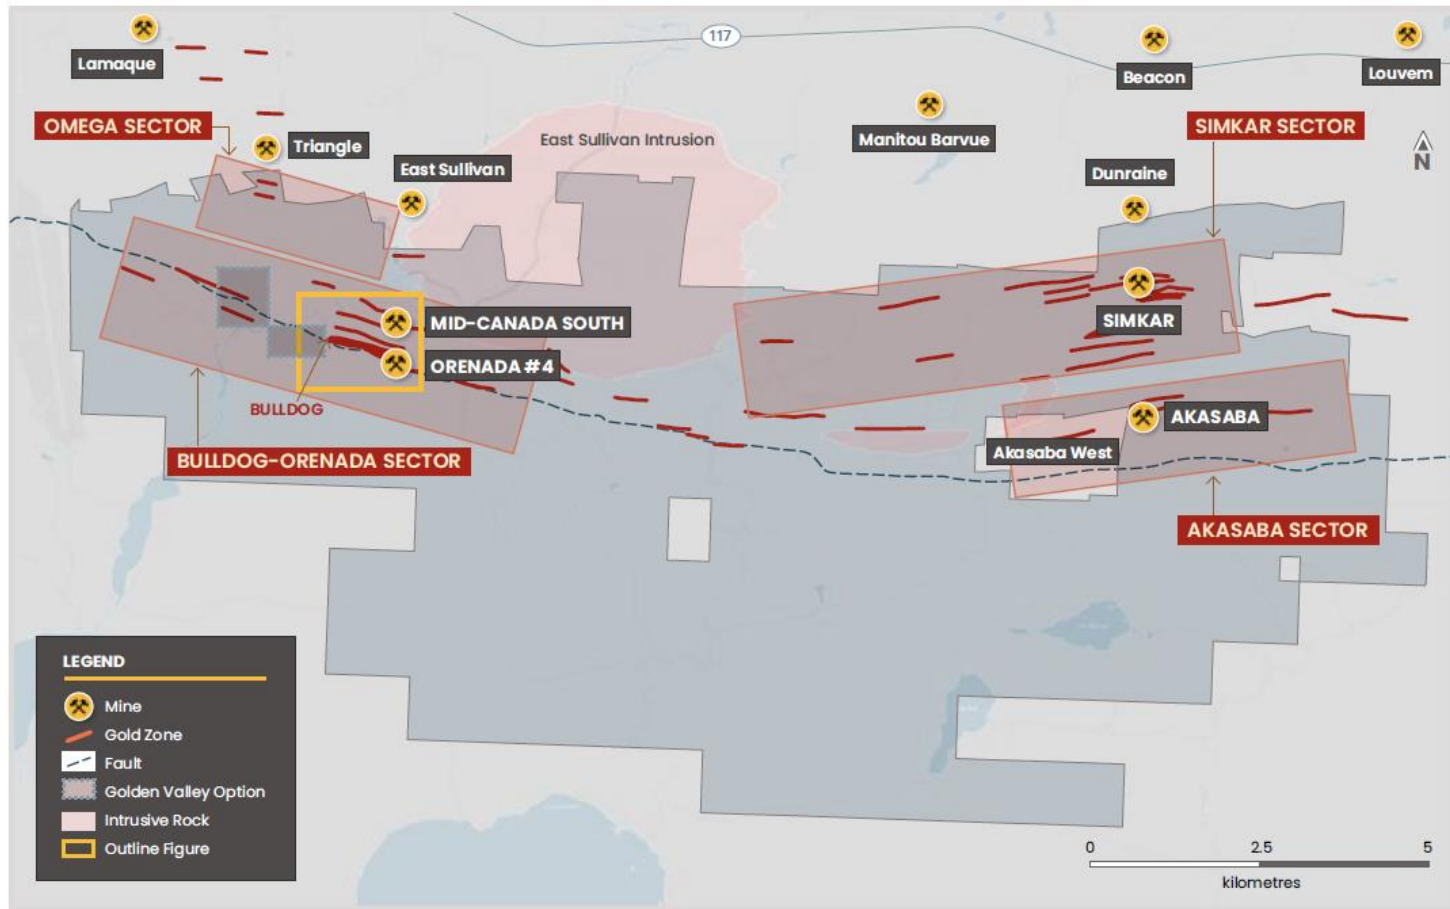 117
Lamaque
Beacon
Louvem
OMEGA SECTOR
Triangle
East Sullivan Intrusion
Manitou Barvue
SIMKAR SECTOR
N
East Sullivan
Dunraine
MID-CANADA SOUTH
SIMKAR
ORENADA #4
BULLDOG
AKASABA
BULLDOG-ORENADA SECTOR
Akasaba West
AKASABA SECTOR
LEGEND
Mine
Gold Zone
Fault
Golden Valley Option
Intrusive Rock
Outline Figure
0 2.5 5
kilometres